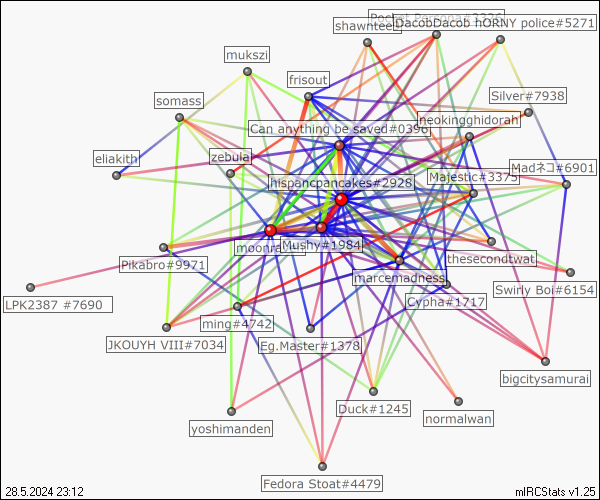 Pocket Persona#3326
shawnteel
DacobDacob hORNY police#5271
mukszi
frisout
Silver#7938
somass
neokingghidorah
Can anything be saved#0396
eliakith
zebula
Madネコ#6901
Majestic#3375
hispancpancakes#2928
moonra
Mushy#1984
thesecondtwat
Pikabro#9971
marcemadness
Swirly Boi#6154
LPK2387 #7690
Cypha#1717
ming#4742
JKOUYH VIII#7034
Eg.Master#1378
bigcitysamurai
Duck#1245
normalwan
yoshimanden
Fedora Stoat#4479
28.5.2024 23:12
mIRCStats v1.25